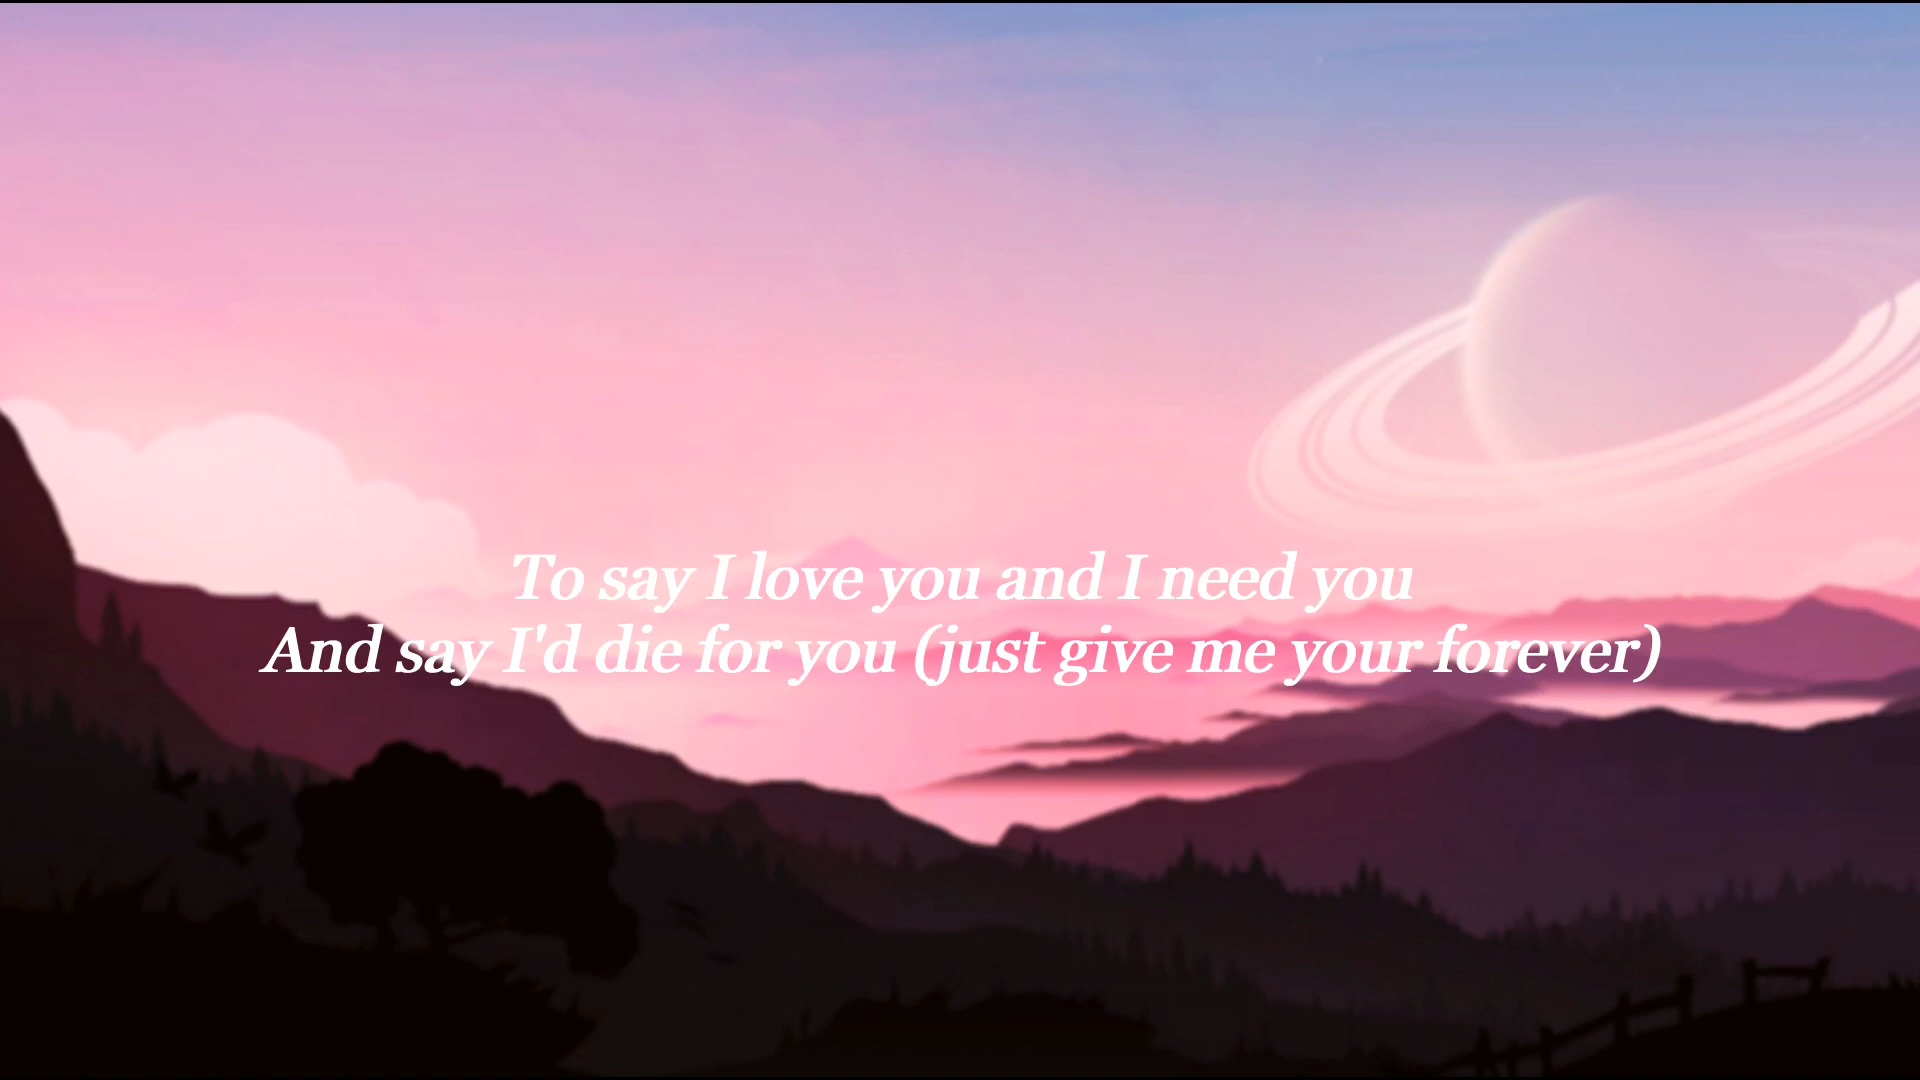 To say I love you and I need you
And say I'd die for you (just give me your forever)